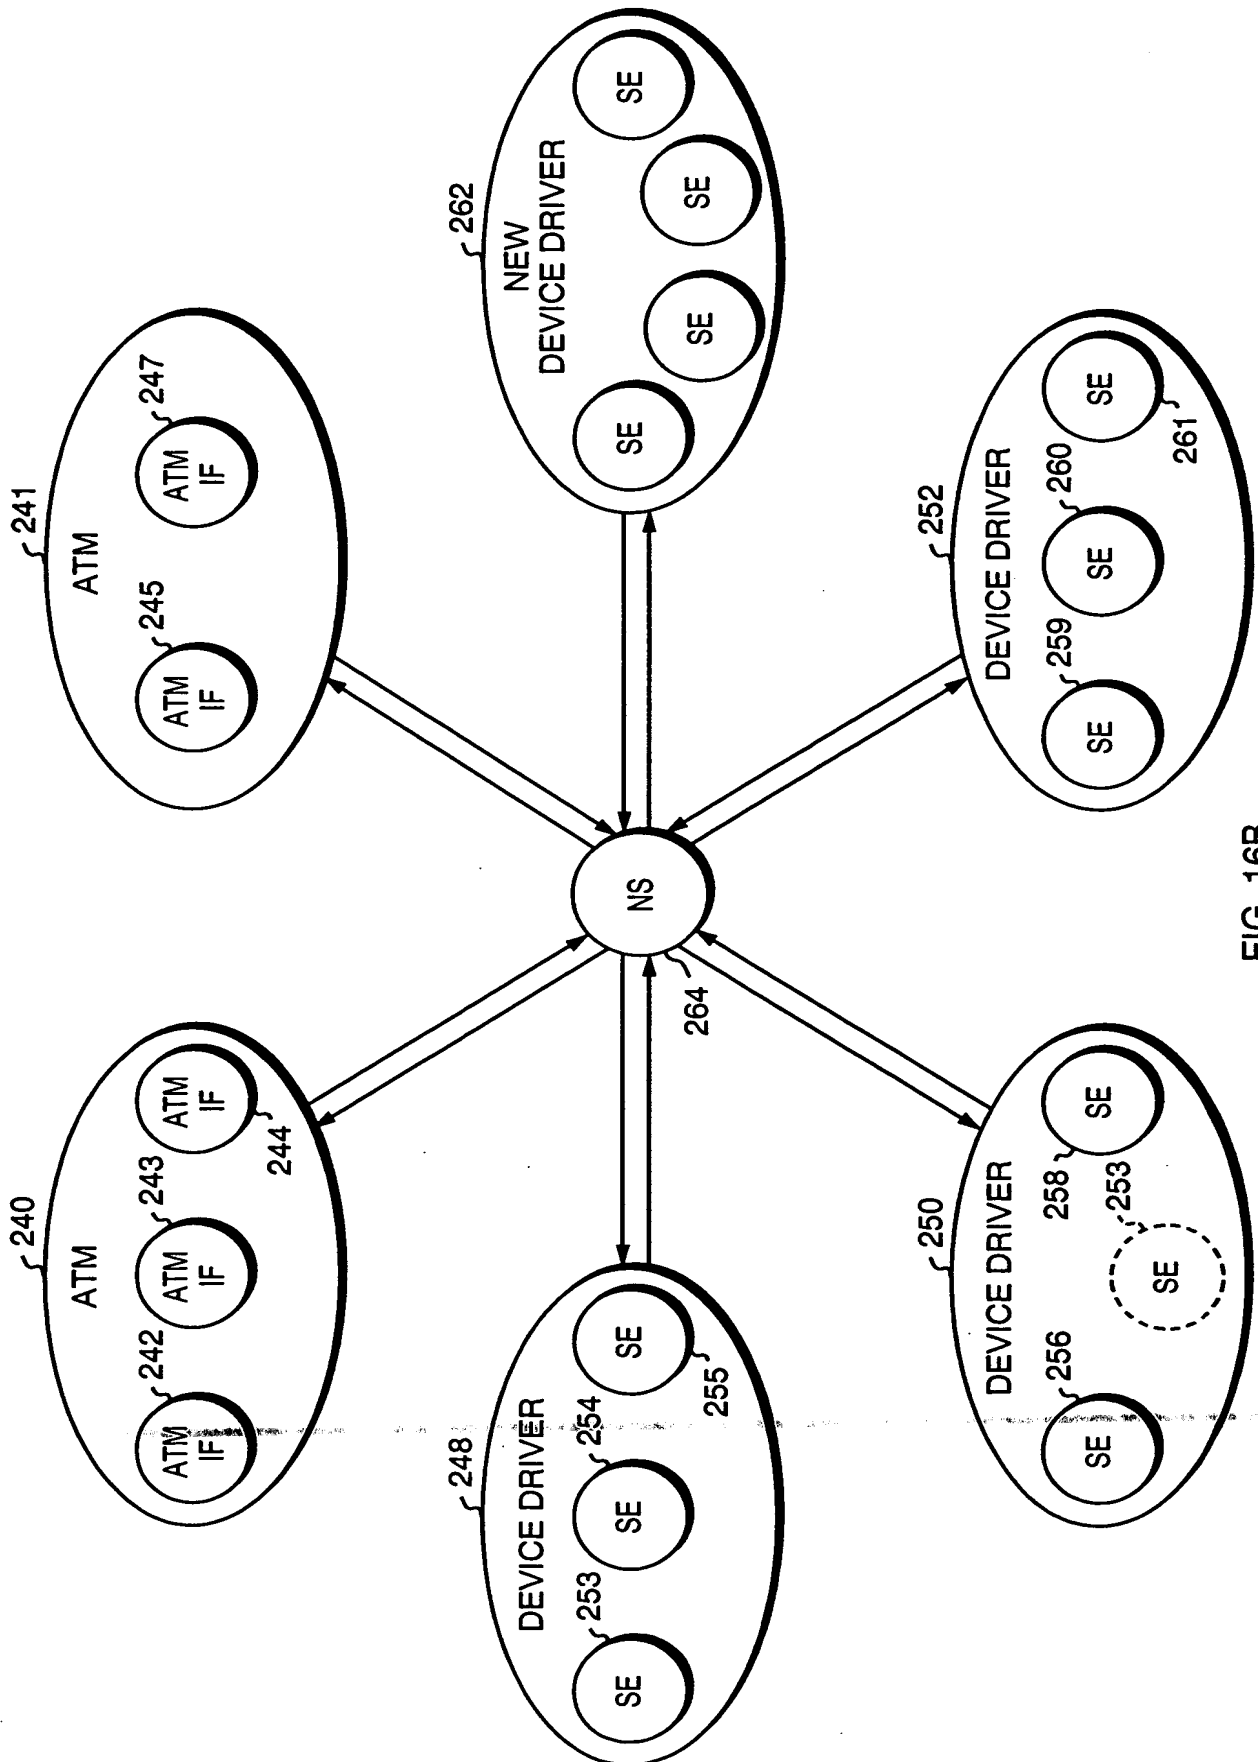 240
ATM
242
ATM
IF
243
ATM
IF
ATM
IF
244
241
ATM
245
ATM
IF
247
ATM
IF
248
DEVICE DRIVER
253
SE
254
SE
SE
255
NS
264
262
NEW
DEVICE DRIVER
SE
SE
SE
SE
250
DEVICE DRIVER
256
SE
253
SE
258
SE
252
DEVICE DRIVER
259
SE
260
SE
SE
261
FIG. 16B